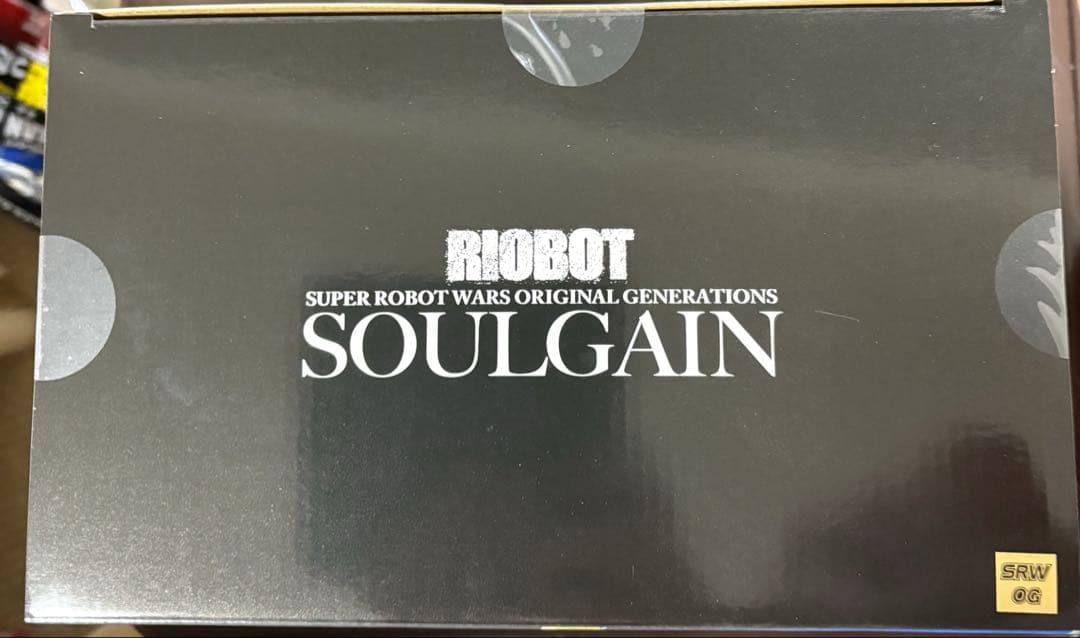 RIOBOT
SUPER ROBOT WARS ORIGINAL GENERATIONS
SOULGAIN
SRW
OG